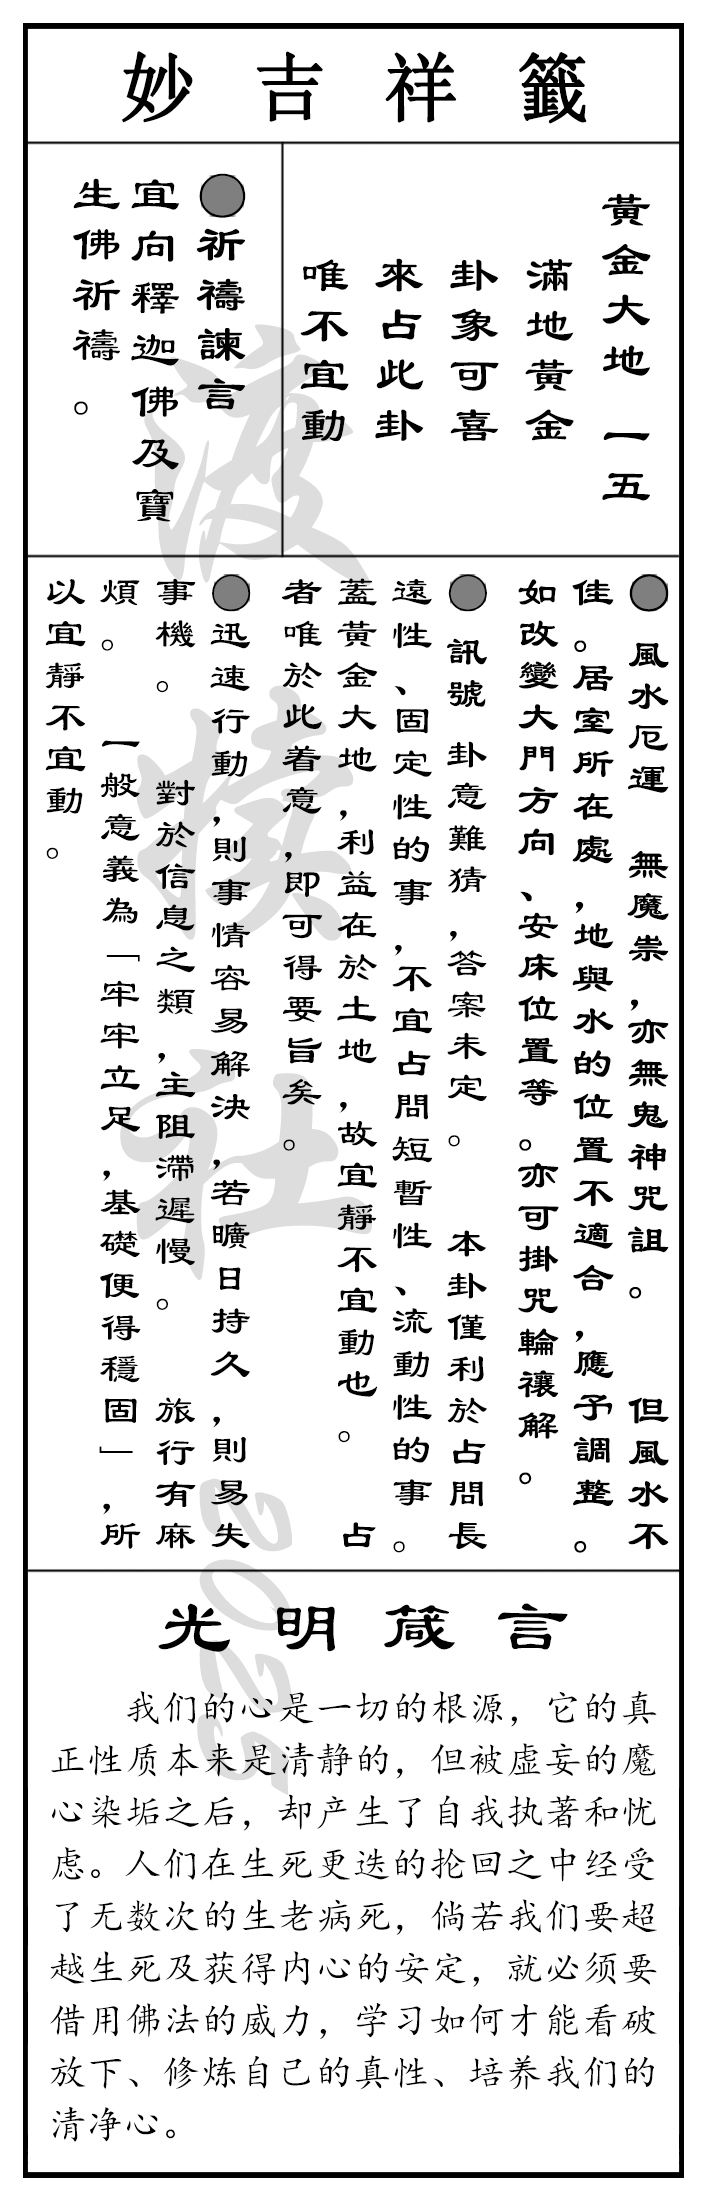 妙吉祥籤
黃金大地 一五
滿地黃金
卦象可喜
來占此卦
唯不宜動
●祈禱諫言
宜向釋迦佛及寶
生佛祈禱。
● 風水厄運 無魔祟，亦無鬼神咒詛。 但風水不
佳。居室所在處，地與水的位置不適合，應予調整。
如改變大門方向、安床位置等。亦可掛咒輪禳解。
● 訊號 卦意難猜，答案未定。 本卦僅利於占問長
遠性、固定性的事，不宜占問短暫性、流動性的事。
蓋黃金大地，利益在於土地，故宜靜不宜動也。 占
者唯於此着意，即可得要旨矣。
●迅速行動，則事情容易解決，若曠日持久，則易失
事機。 對於信息之類，主阻滯遲慢。 旅行有麻
煩。 一般意義為「牢牢立足，基礎便得穩固」，所
以宜靜不宜動。
光明箴言
我们的心是一切的根源，它的真
正性质本来是清静的，但被虚妄的魔
心染垢之后，却产生了自我执著和忧
虑。人们在生死更迭的抡回之中经受
了无数次的生老病死，倘若我们要超
越生死及获得内心的安定，就必须要
借用佛法的威力，学习如何才能看破
放下、修炼自己的真性、培养我们的
清净心。
渡犊社
2025